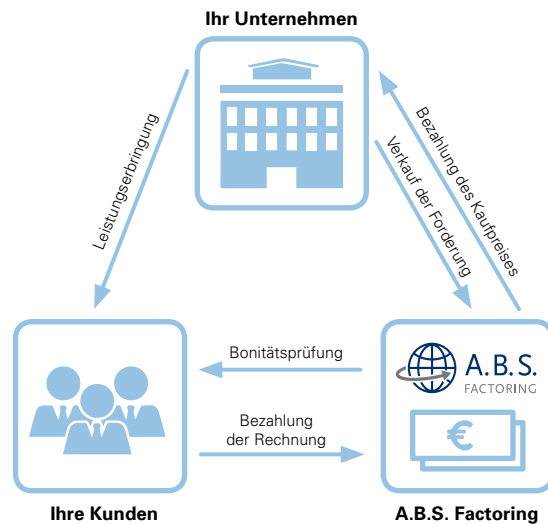 Ihr Unternehmen
Leistungserbringung
Bezahlung des Kaufpreises
Verkauf der Forderung
Bonitätsprüfung
A.B.S.
FACTORING
€
Bezahlung
der Rechnung
Ihre Kunden
A.B.S. Factoring